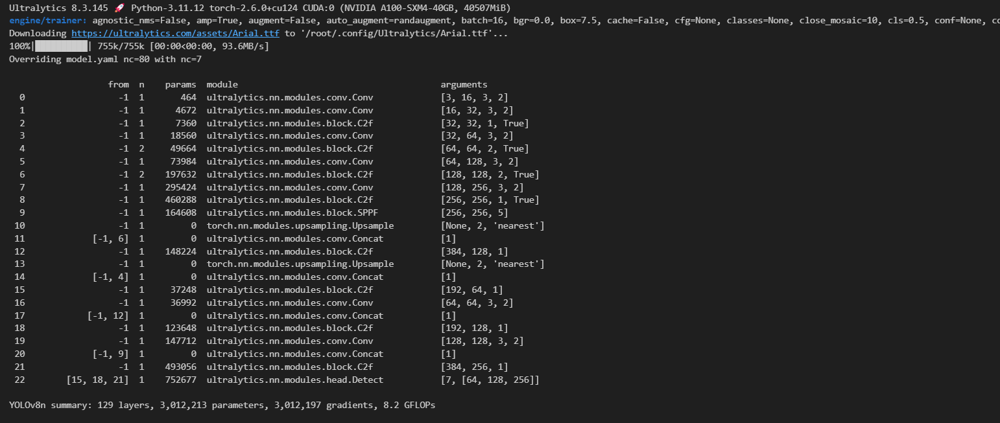 Ultralytics 8.3.145 🚀 Python-3.11.12 torch-2.6.0+cu124 CUDA:0 (NVIDIA A100-SXM4-40GB, 40507MiB)
engine/trainer: agnostic_nms=False, amp=True, augment=False, auto_augment=randaugment, batch=16, bgr=0.0, box=7.5, cache=False, cfg=None, classes=None, close_mosaic=10, cls=0.5, conf=None, co
Downloading https://ultralytics.com/assets/Arial.ttf to '/root/.config/Ultralytics/Arial.ttf'...
100%|██████████| 755k/755k [00:00<00:00, 93.6MB/s]
Overriding model.yaml nc=80 with nc=7
from n params module arguments
0 -1 1 464 ultralytics.nn.modules.conv.Conv [3, 16, 3, 2]
1 -1 1 4672 ultralytics.nn.modules.conv.Conv [16, 32, 3, 2]
2 -1 1 7360 ultralytics.nn.modules.block.C2f [32, 32, 1, True]
3 -1 1 18560 ultralytics.nn.modules.conv.Conv [32, 64, 3, 2]
4 -1 2 49664 ultralytics.nn.modules.block.C2f [64, 64, 2, True]
5 -1 1 73984 ultralytics.nn.modules.conv.Conv [64, 128, 3, 2]
6 -1 2 197632 ultralytics.nn.modules.block.C2f [128, 128, 2, True]
7 -1 1 295424 ultralytics.nn.modules.conv.Conv [128, 256, 3, 2]
8 -1 1 460288 ultralytics.nn.modules.block.C2f [256, 256, 1, True]
9 -1 1 164608 ultralytics.nn.modules.block.SPPF [256, 256, 5]
10 -1 1 0 torch.nn.modules.upsampling.Upsample [None, 2, 'nearest']
11 [-1, 6] 1 0 ultralytics.nn.modules.conv.Concat [1]
12 -1 1 148224 ultralytics.nn.modules.block.C2f [384, 128, 1]
13 -1 1 0 torch.nn.modules.upsampling.Upsample [None, 2, 'nearest']
14 [-1, 4] 1 0 ultralytics.nn.modules.conv.Concat [1]
15 -1 1 37248 ultralytics.nn.modules.block.C2f [192, 64, 1]
16 -1 1 36992 ultralytics.nn.modules.conv.Conv [64, 64, 3, 2]
17 [-1, 12] 1 0 ultralytics.nn.modules.conv.Concat [1]
18 -1 1 123648 ultralytics.nn.modules.block.C2f [192, 128, 1]
19 -1 1 147712 ultralytics.nn.modules.conv.Conv [128, 128, 3, 2]
20 [-1, 9] 1 0 ultralytics.nn.modules.conv.Concat [1]
21 -1 1 493056 ultralytics.nn.modules.block.C2f [384, 256, 1]
22 [15, 18, 21] 1 752677 ultralytics.nn.modules.head.Detect [7, [64, 128, 256]]
YOLOv8n summary: 129 layers, 3,012,213 parameters, 3,012,197 gradients, 8.2 GFLOPs